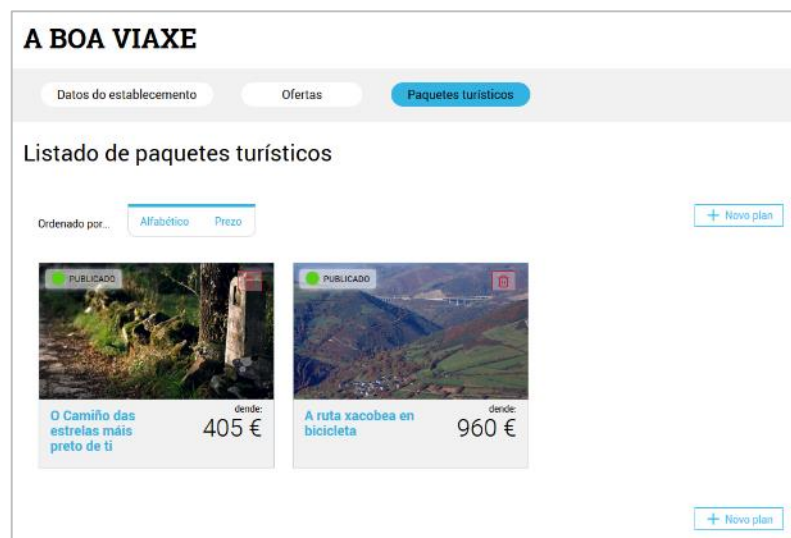 A BOA VIAXE
Datos do establecemento
Ofertas
Paquetes turísticos
Listado de paquetes turísticos
Ordenado por...
Alfabético
Prezo
+ Novo plan
PUBLICADO
PUBLICADO
O Camiño das
estrelas máis
preto de ti
dende:
405 €
A ruta xacobea en
bicicleta
dende:
960 €
+ Novo plan